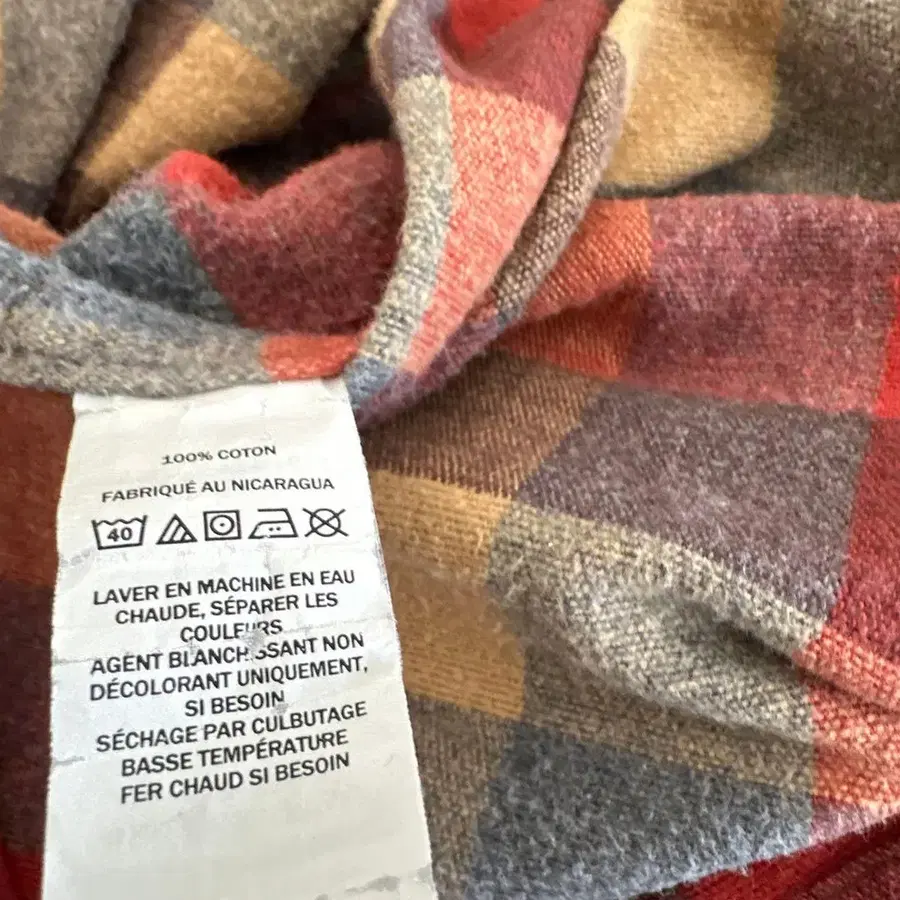 100% COTON
FABRIQUÉ AU NICARAGUA
40
LAVER EN MACHINE EN EAU
CHAUDE, SÉPARER LES
COULEURS
AGENT BLANCHISSANT NON
DÉCOLORANT UNIQUEMENT,
SI BESOIN
SÉCHAGE PAR CULBUTAGE
BASSE TEMPÉRATURE
FER CHAUD SI BESOIN